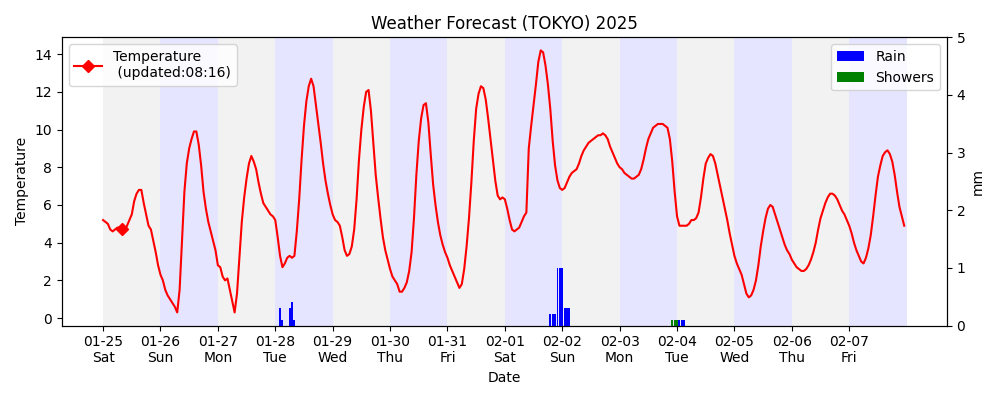 Weather Forecast (TOKYO) 2025
Temperature
(updated:08:16)
Rain
Showers
Temperature
14
12
10
8
6
4
2
0
5
4
3
2
1
0
mm
01-25 01-26 01-27 01-28 01-29 01-30 01-31 02-01 02-02 02-03 02-04 02-05 02-06 02-07
Sat Sun Mon Tue Wed Thu Fri Sat Sun Mon Tue Wed Thu Fri
Date